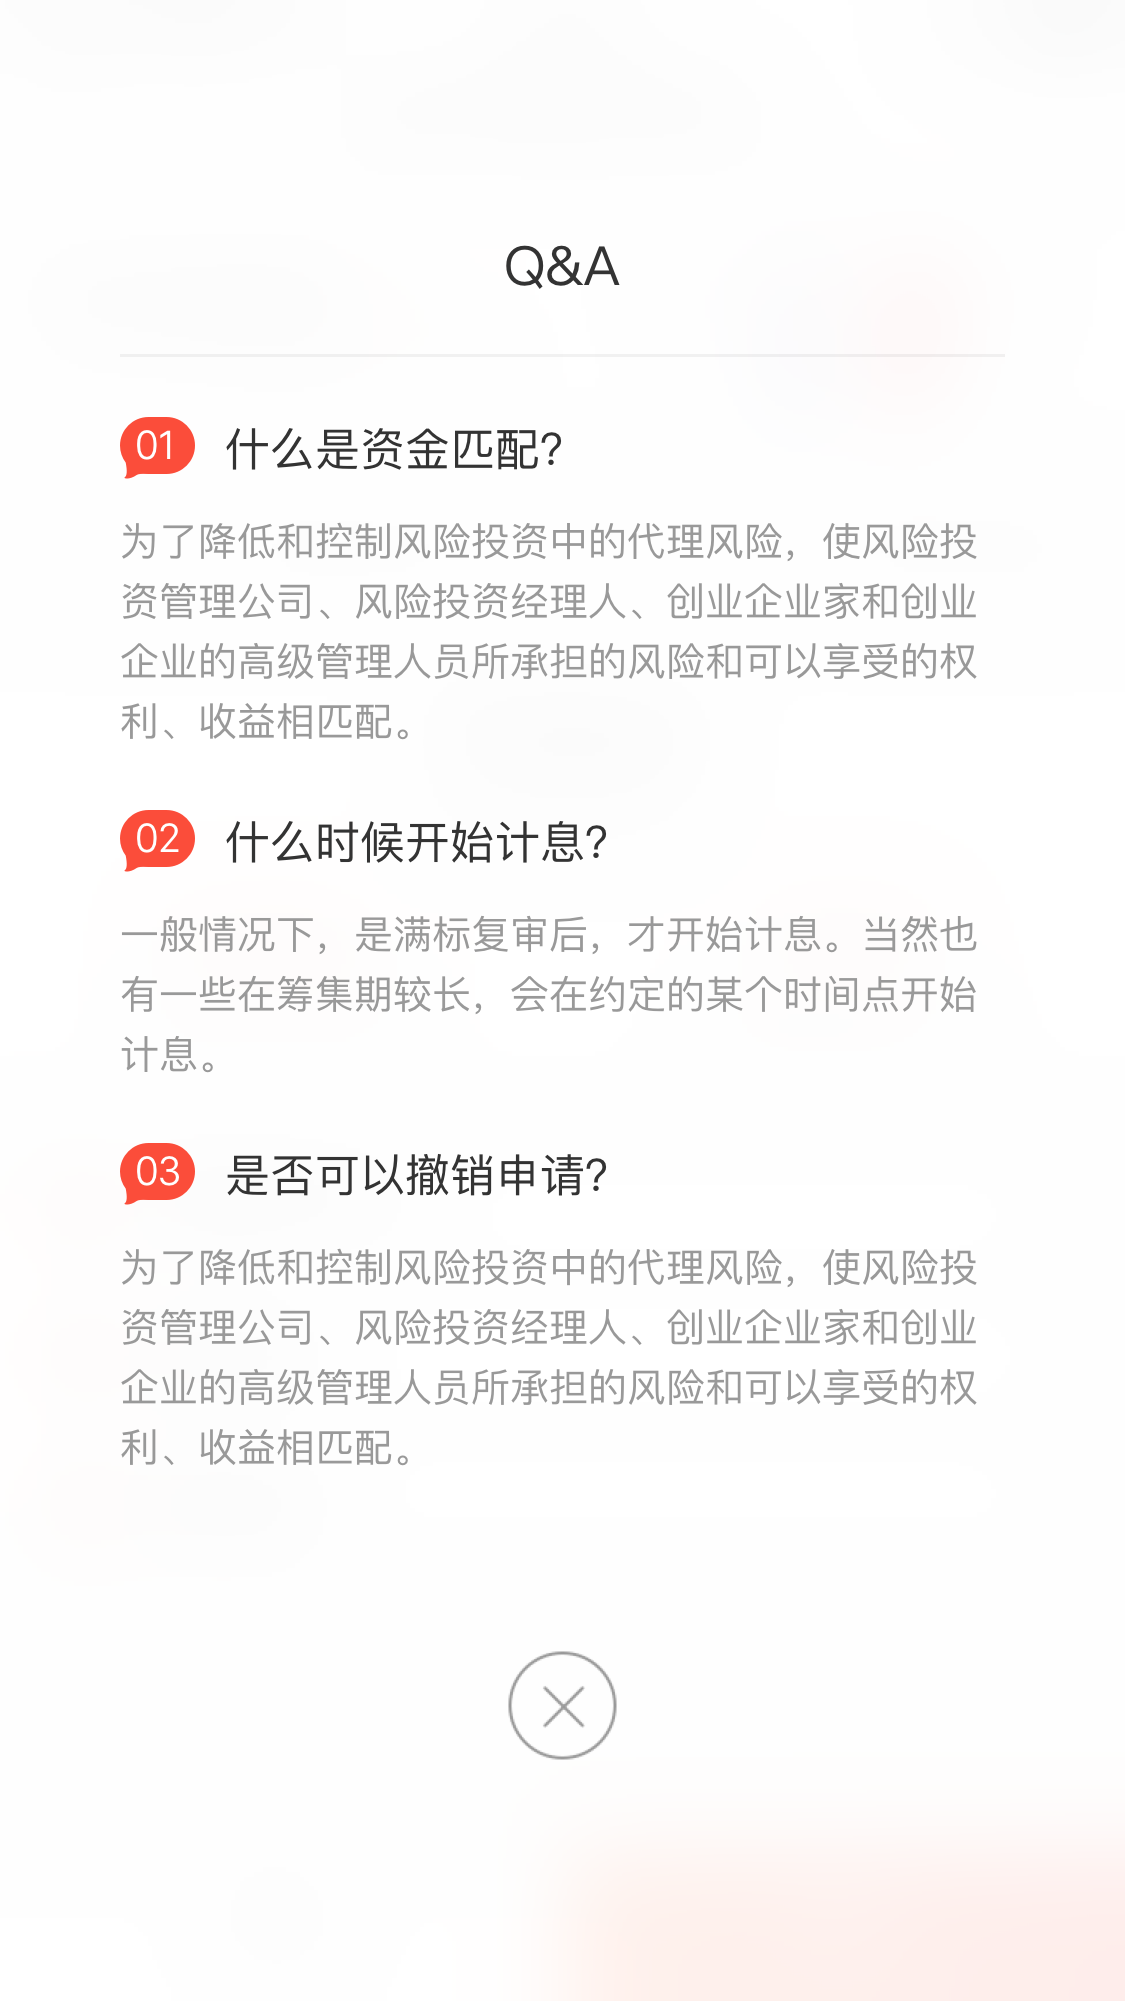 Q&A
01 什么是资金匹配?
为了降低和控制风险投资中的代理风险，使风险投
资管理公司、风险投资经理人、创业企业家和创业
企业的高级管理人员所承担的风险和可以享受的权
利、收益相匹配。
02 什么时候开始计息?
一般情况下，是满标复审后，才开始计息。当然也
有一些在筹集期较长，会在约定的某个时间点开始
计息。
03 是否可以撤销申请?
为了降低和控制风险投资中的代理风险，使风险投
资管理公司、风险投资经理人、创业企业家和创业
企业的高级管理人员所承担的风险和可以享受的权
利、收益相匹配。